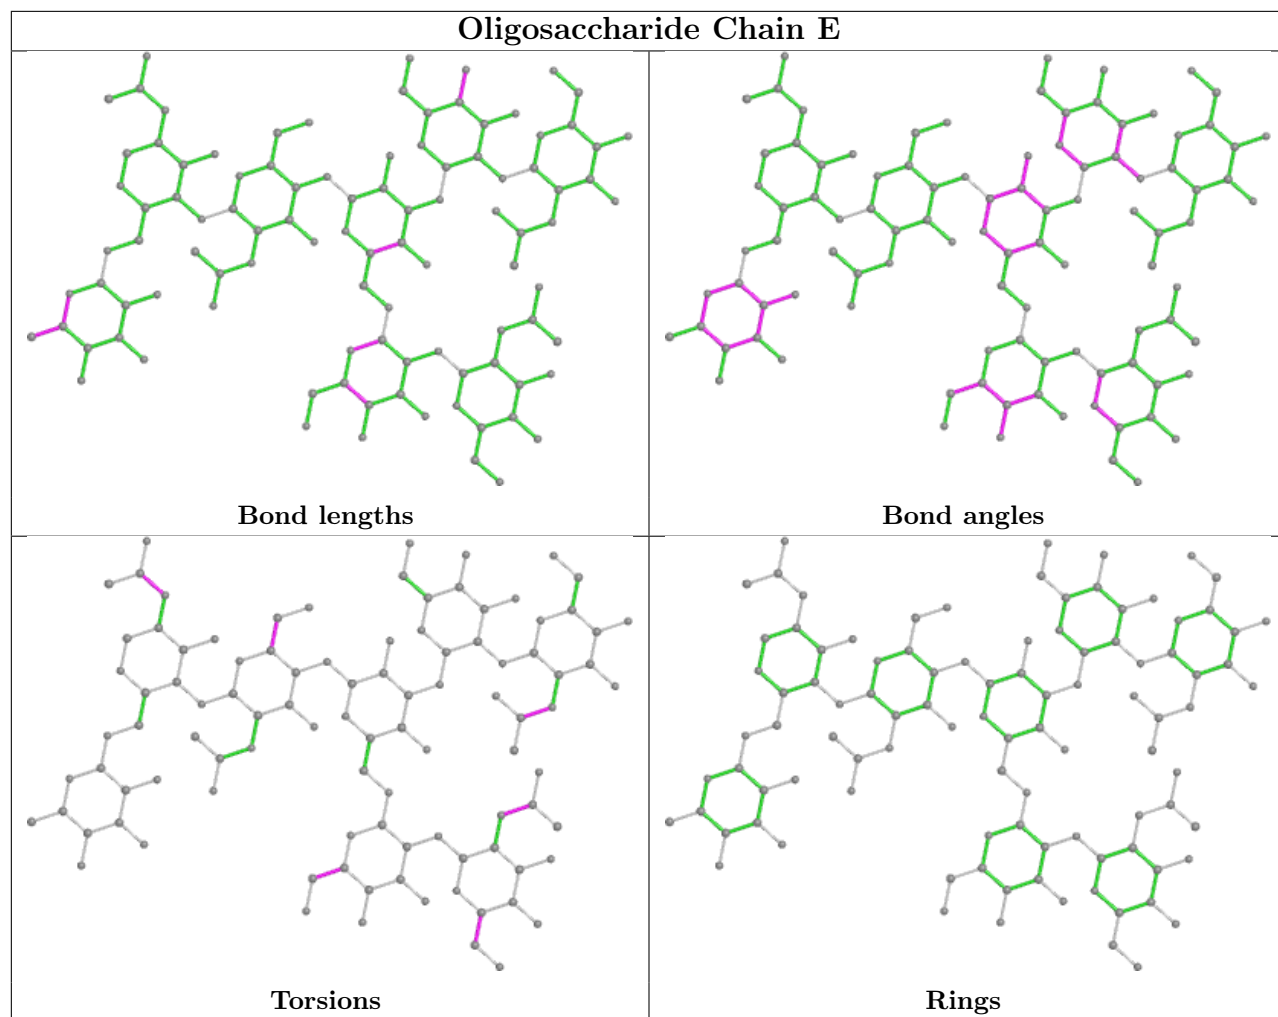 Oligosaccharide Chain E
Bond lengths
Bond angles
Torsions
Rings